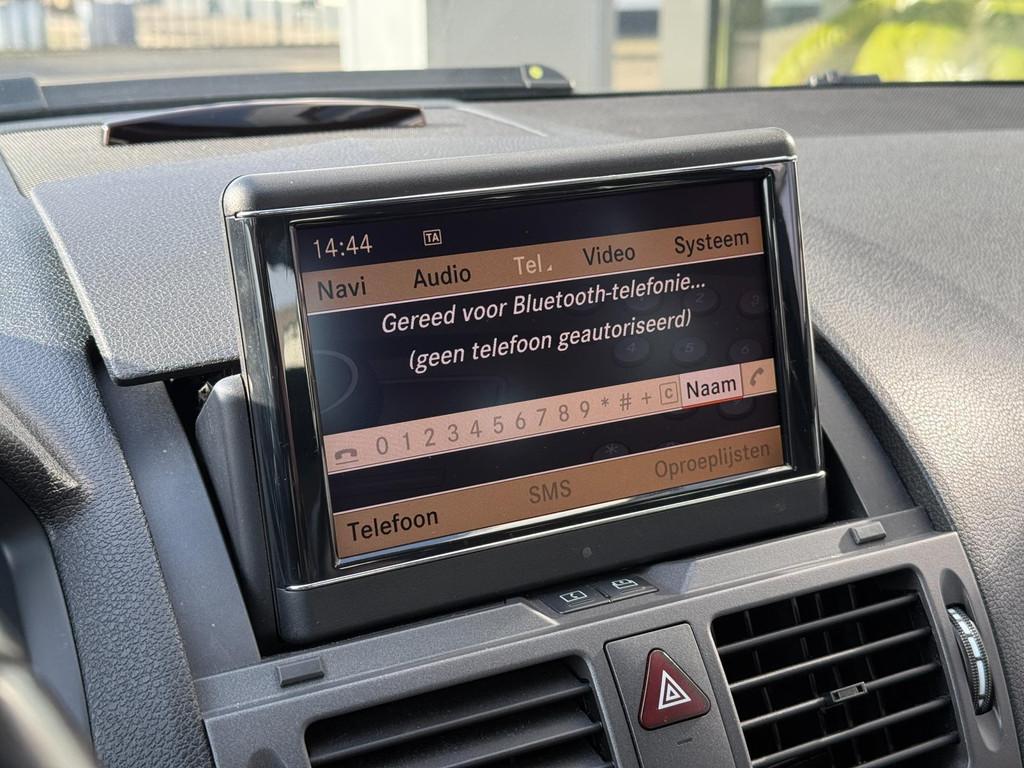 14:44 TA
Navi Audio Tel Video Systeem
Gereed voor Bluetooth-telefonie...
(geen telefoon geautoriseerd)
0 1 2 3 4 5 6 7 8 9 * # + C Naam
Telefoon SMS Oproeplijsten